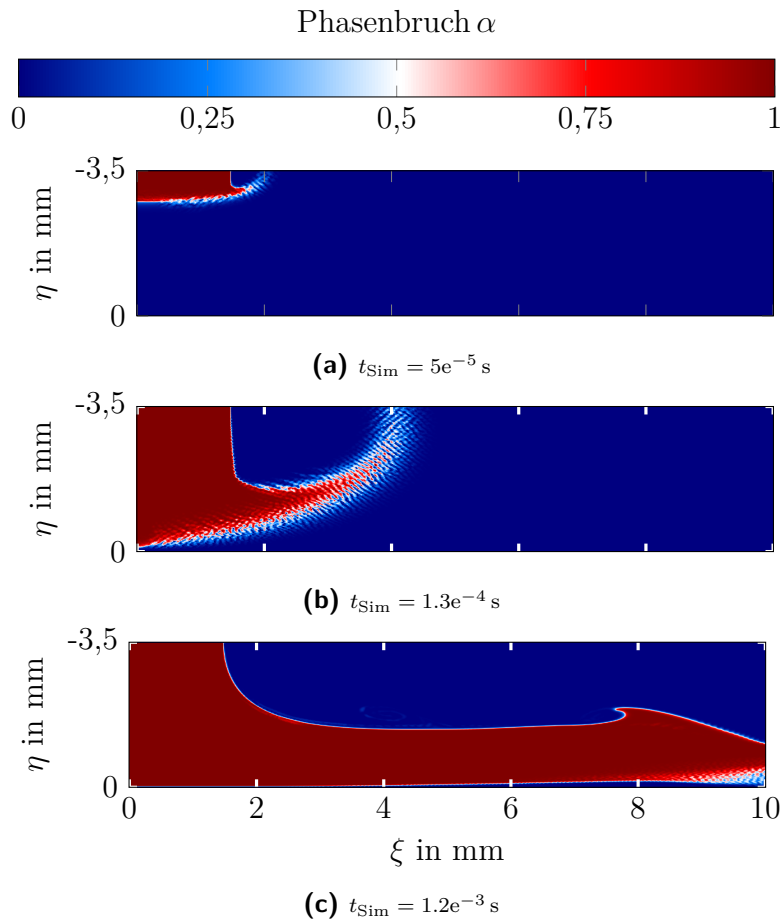 Phasenbruch α
0 0,25 0,5 0,75 1
-3,5
η in mm
0
(a) t_Sim = 5e⁻⁵ s
-3,5
η in mm
0
(b) t_Sim = 1.3e⁻⁴ s
-3,5
η in mm
0
0 2 4 6 8 10
ξ in mm
(c) t_Sim = 1.2e⁻³ s